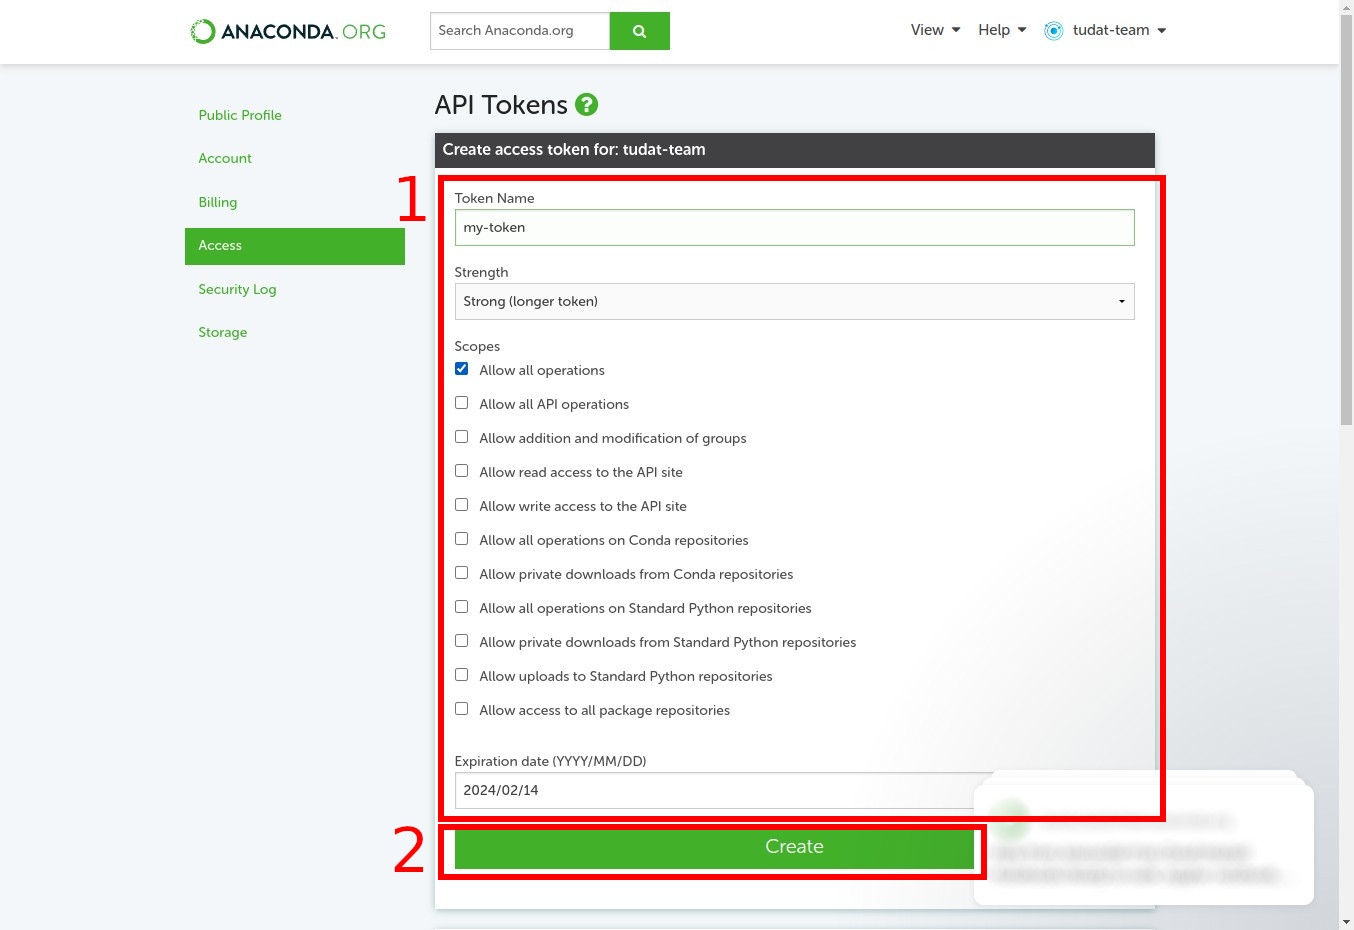 ANACONDA.ORG
Search Anaconda.org
View
Help
tudat-team
Public Profile
Account
Billing
Access
Security Log
Storage
API Tokens ?
Create access token for: tudat-team
1
Token Name
my-token
Strength
Strong (longer token)
Scopes
Allow all operations
Allow all API operations
Allow addition and modification of groups
Allow read access to the API site
Allow write access to the API site
Allow all operations on Conda repositories
Allow private downloads from Conda repositories
Allow all operations on Standard Python repositories
Allow private downloads from Standard Python repositories
Allow uploads to Standard Python repositories
Allow access to all package repositories
Expiration date (YYYY/MM/DD)
2024/02/14
2
Create